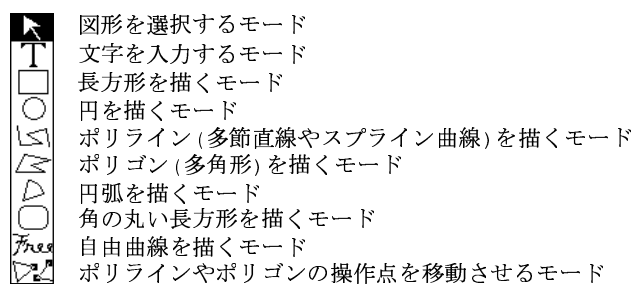 図形を選択するモード
T 文字を入力するモード
長方形を描くモード
円を描くモード
ポリライン(多節直線やスプライン曲線)を描くモード
ポリゴン(多角形)を描くモード
円弧を描くモード
角の丸い長方形を描くモード
Free 自由曲線を描くモード
ポリラインやポリゴンの操作点を移動させるモード